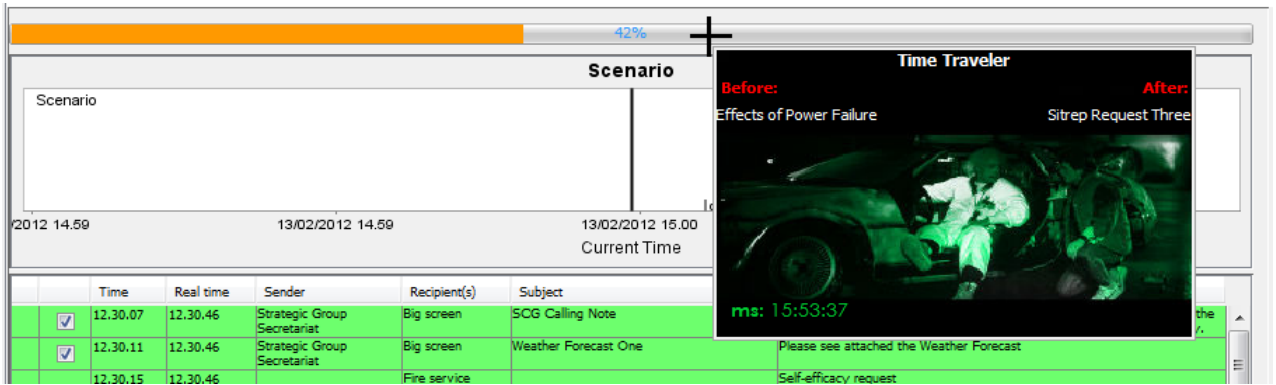 42%
Time Traveler
Before: After:
Effects of Power Failure Sitrep Request Three
ms: 15:53:37
Scenario
Scenario
/2012 14.59 13/02/2012 14.59 13/02/2012 15.00
Current Time
Time Real time Sender Recipient(s) Subject
12.30.07 12.30.46 Strategic Group Big screen SCG Calling Note the
Secretariat
12.30.11 12.30.46 Strategic Group Big screen Weather Forecast One Please see attached the Weather Forecast
Secretariat
12.30.15 12.30.46 Fire service Self-efficacy request